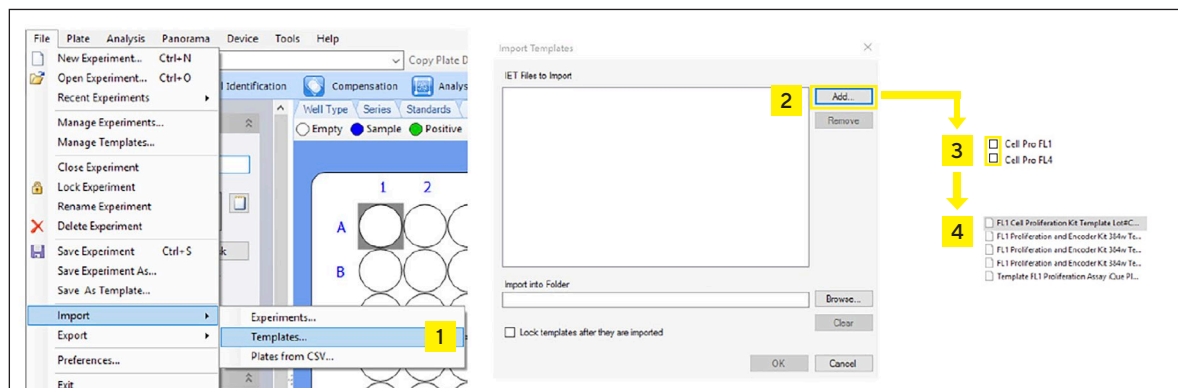 File Plate Analysis Panorama Device Tools Help
New Experiment... Ctrl+N
Copy Plate D
Open Experiment... Ctrl+O
Identification Compensation Analys
Recent Experiments
Well Type Series Standards
Manage Experiments...
Empty Sample Positive
Manage Templates...
Close Experiment
Lock Experiment
Rename Experiment
Delete Experiment
Save Experiment Ctrl+S
k
Save Experiment As...
Save As Template...
Import
Export
Preferences...
Exit
Experiments...
Templates...
1
Plates from CSV...
1 2
A
B
Import Templates
IET Files to Import
2
Add...
Remove
Import into Folder
Browse...
Clear
Lock templates after they are imported
OK Cancel
3
Cell Pro FL1
Cell Pro FL4
4
FL1 Cell Proliferation Kit Template Lot#C...
FL1 Proliferation and Encoder Kit 384w Te...
FL1 Proliferation and Encoder Kit 384w Te...
FL1 Proliferation and Encoder Kit 384w Te...
Template FL1 Proliferation Assay iQue Pl...